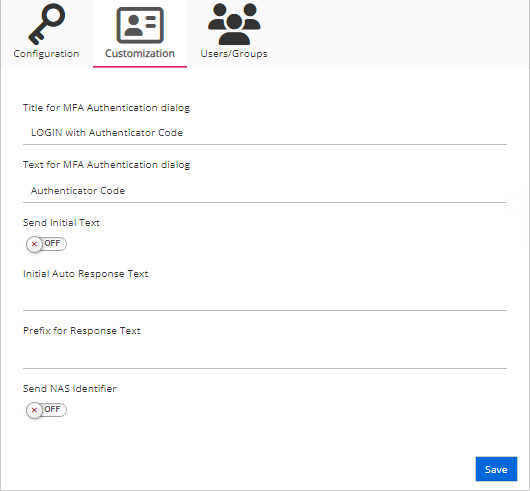 Configuration Customization Users/Groups
Title for MFA Authentication dialog
LOGIN with Authenticator Code
Text for MFA Authentication dialog
Authenticator Code
Send Initial Text
OFF
Initial Auto Response Text
Prefix for Response Text
Send NAS Identifier
OFF
Save